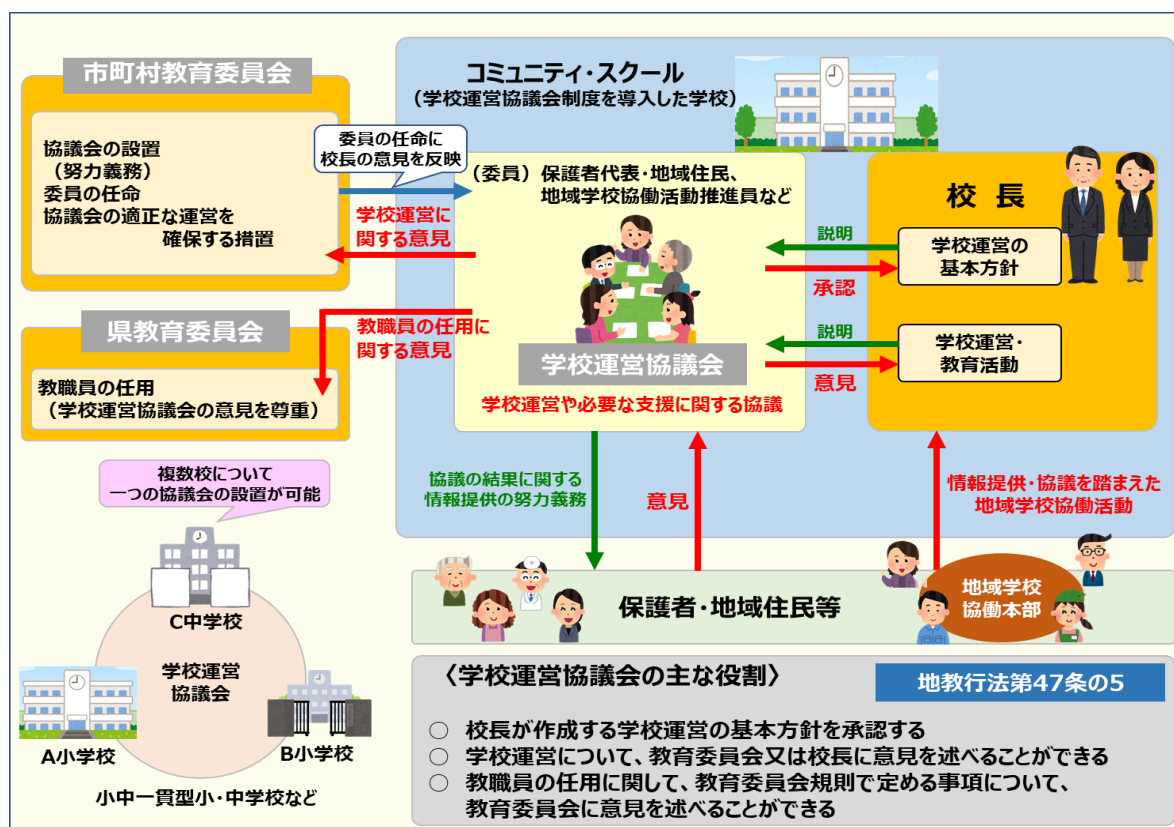 市町村教育委員会
協議会の設置
（努力義務）
委員の任命
協議会の適正な運営を
確保する措置
委員の任命に
校長の意見を反映
学校運営に
関する意見
県教育委員会
教職員の任用
（学校運営協議会の意見を尊重）
教職員の任用に
関する意見
コミュニティ・スクール
（学校運営協議会制度を導入した学校）
（委員）保護者代表・地域住民、
地域学校協働活動推進員など
学校運営協議会
学校運営や必要な支援に関する協議
説明
承認
説明
意見
校長
学校運営の
基本方針
学校運営・
教育活動
協議の結果に関する
情報提供の努力義務
意見
情報提供・協議を踏まえた
地域学校協働活動
保護者・地域住民等
地域学校
協働本部
複数校について
一つの協議会の設置が可能
C中学校
学校運営
協議会
A小学校
B小学校
小中一貫型小・中学校など
〈学校運営協議会の主な役割〉
地教行法第47条の5
○ 校長が作成する学校運営の基本方針を承認する
○ 学校運営について、教育委員会又は校長に意見を述べることができる
○ 教職員の任用に関して、教育委員会規則で定める事項について、
教育委員会に意見を述べることができる